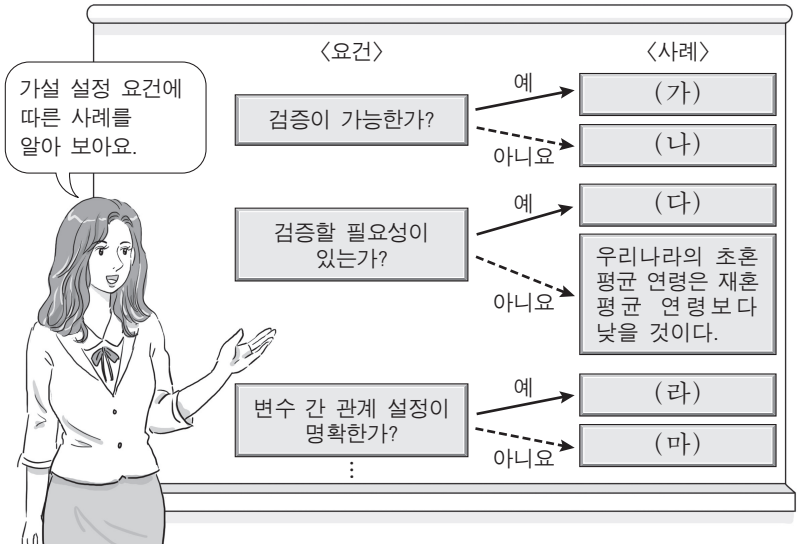 가설 설정 요건에
따른 사례를
알아 보아요.
〈요건〉
〈사례〉
검증이 가능한가?
예
(가)
아니요
(나)
검증할 필요성이
있는가?
예
(다)
아니요
우리나라의 초혼
평균 연령은 재혼
평균 연령보다
낮을 것이다.
변수 간 관계 설정이
명확한가?
예
(라)
아니요
(마)
⋮